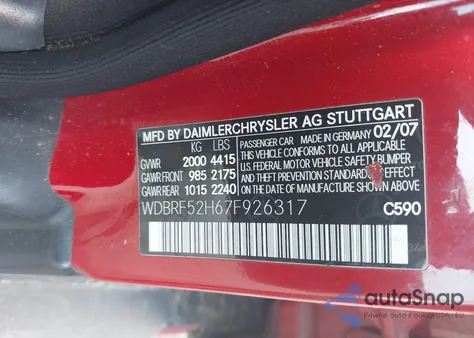 MFD BY DAIMLERCHRYSLER AG STUTTGART
KG LBS PASSENGER CAR MADE IN GERMANY 02/07
GVWR 2000 4415 THIS VEHICLE CONFORMS TO ALL APPLICABLE
GAWR FRONT 985 2175 U.S. FEDERAL MOTOR VEHICLE SAFETY, BUMPER
GAWR REAR 1015 2240 AND THEFT PREVENTION STANDARDS IN EFFECT
ON THE DATE OF MANUFACTURE SHOWN ABOVE.
WDBRF52H67F926317 C590
autoSnap
Pewne auto z